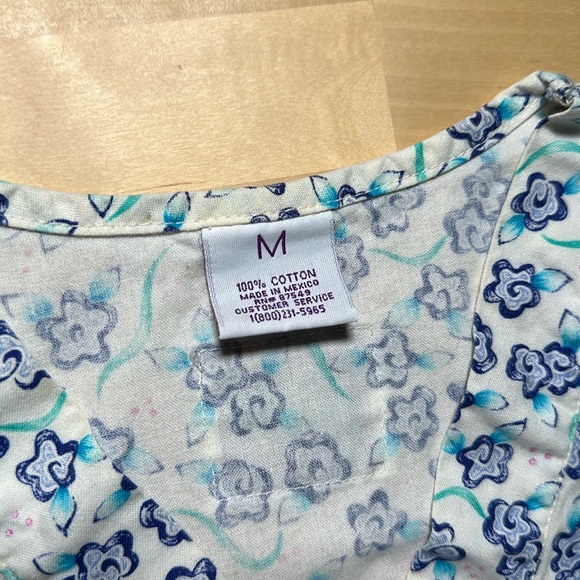 M
100% COTTON
MADE IN MEXICO
RN# 87549
CUSTOMER SERVICE
1(800)231-5965